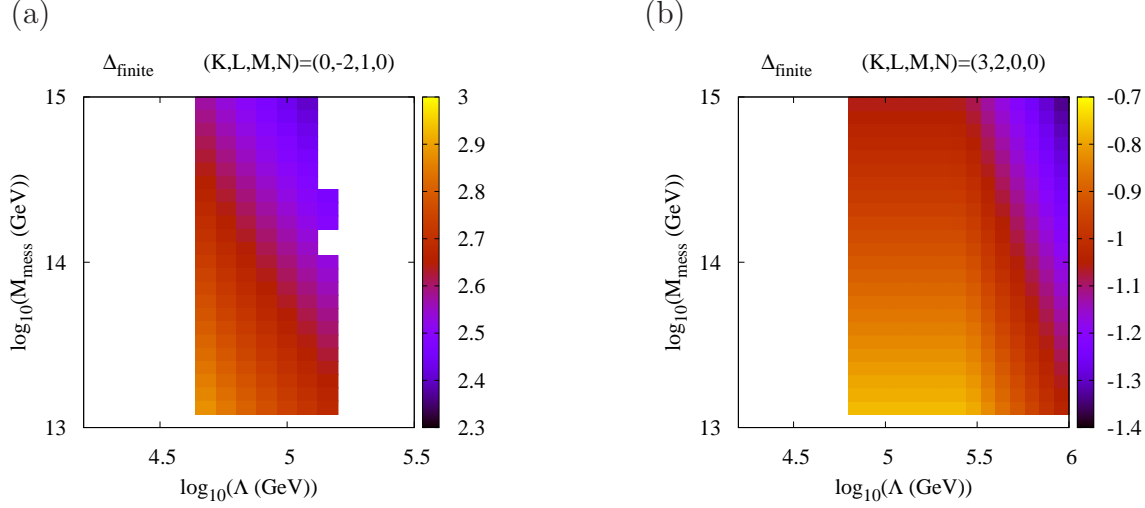 (a)
Δfinite (K,L,M,N)=(0,-2,1,0)
15
14
13
log10(Mmess (GeV))
4.5 5 5.5
log10(Λ (GeV))
3
2.9
2.8
2.7
2.6
2.5
2.4
2.3
(b)
Δfinite (K,L,M,N)=(3,2,0,0)
15
14
13
log10(Mmess (GeV))
4.5 5 5.5 6
log10(Λ (GeV))
-0.7
-0.8
-0.9
-1
-1.1
-1.2
-1.3
-1.4